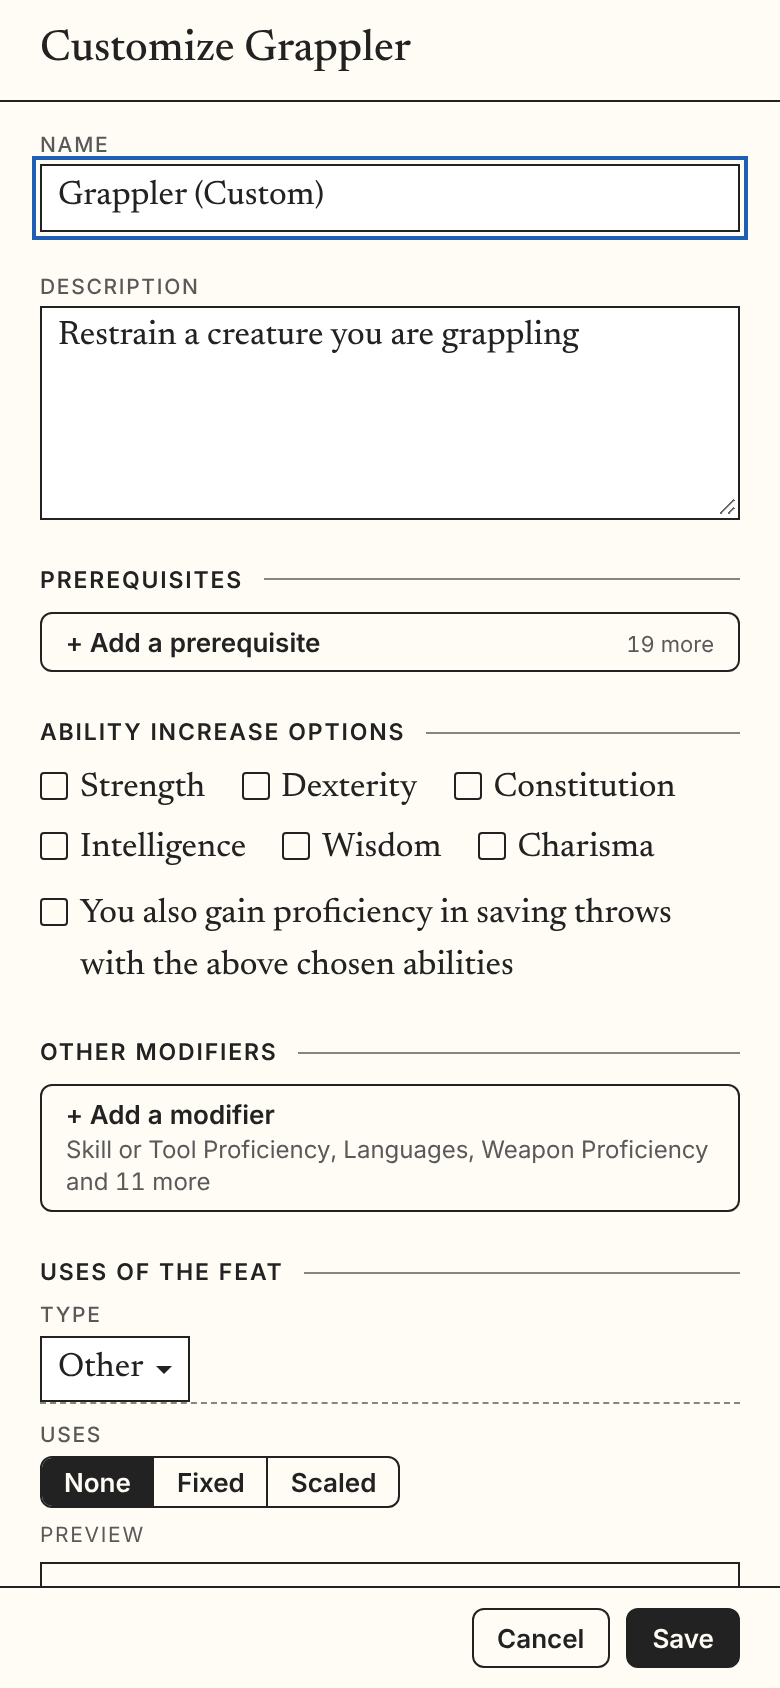 Customize Grappler
NAME
Grappler (Custom)
DESCRIPTION
Restrain a creature you are grappling
PREREQUISITES
+ Add a prerequisite 19 more
ABILITY INCREASE OPTIONS
Strength Dexterity Constitution
Intelligence Wisdom Charisma
You also gain proficiency in saving throws
with the above chosen abilities
OTHER MODIFIERS
+ Add a modifier
Skill or Tool Proficiency, Languages, Weapon Proficiency
and 11 more
USES OF THE FEAT
TYPE
Other
USES
None Fixed Scaled
PREVIEW
Cancel Save